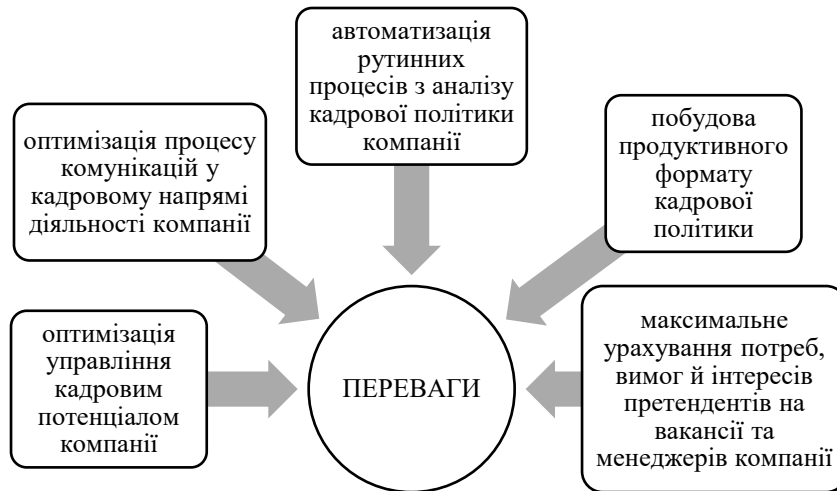 автоматизація
рутинних
процесів з аналізу
кадрової політики
компанії
оптимізація процесу
комунікацій у
кадровому напрямі
діяльності компанії
побудова
продуктивного
формату
кадрової
політики
оптимізація
управління
кадровим
потенціалом
компанії
ПЕРЕВАГИ
максимальне
урахування потреб,
вимог й інтересів
претендентів на
вакансії та
менеджерів компанії